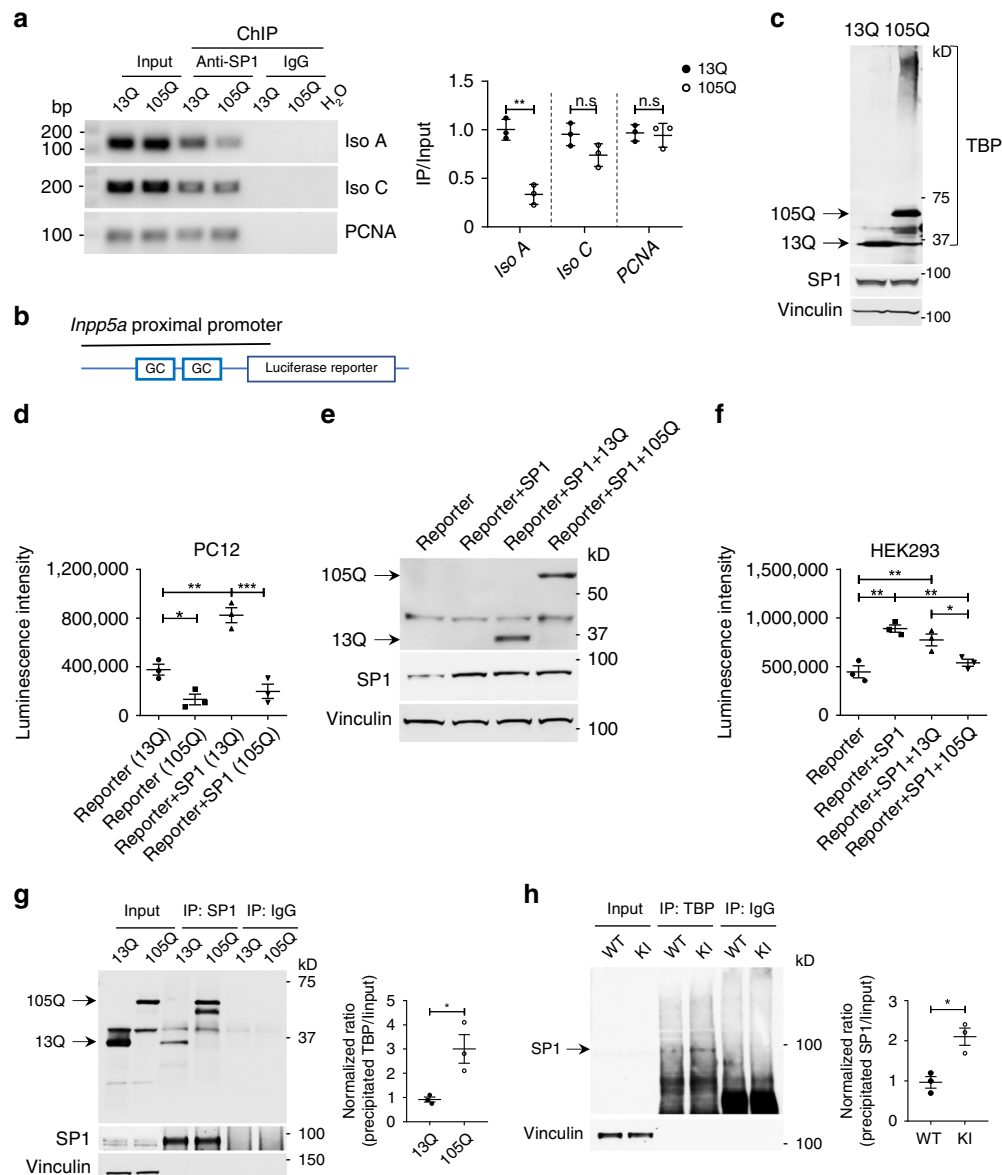 a
ChIP
Input Anti-SP1 IgG
13Q 105Q 13Q 105Q 13Q 105Q H2O
bp
200
100
Iso A
200
Iso C
100
PCNA
13Q
105Q
IP/Input
1.5
1.0
0.5
0
**
n.s
n.s
Iso A
Iso C
PCNA
b
Inpp5a proximal promoter
GC
GC
Luciferase reporter
c
13Q 105Q
kD
TBP
75
105Q
37
13Q
SP1
-100
Vinculin
-100
d
PC12
Luminescence intensity
1,200,000
800,000
400,000
0
**
***
*
Reporter (13Q)
Reporter (105Q)
Reporter+SP1 (13Q)
Reporter+SP1 (105Q)
e
Reporter
Reporter+SP1
Reporter+SP1+13Q
Reporter+SP1+105Q
kD
105Q
50
37
13Q
100
SP1
Vinculin
100
f
HEK293
Luminescence intensity
1,500,000
1,000,000
500,000
0
**
**
**
*
Reporter
Reporter+SP1
Reporter+SP1+13Q
Reporter+SP1+105Q
g
Input IP: SP1 IP: IgG
13Q 105Q 13Q 105Q 13Q 105Q
kD
75
105Q
37
13Q
SP1
100
150
Vinculin
Normalized ratio
(precipitated TBP/Iinput)
5
4
3
2
1
0
*
13Q
105Q
h
Input IP: TBP IP: IgG
WT KI WT KI WT KI
kD
SP1
100
Vinculin
100
Normalized ratio
(precipitated SP1/Iinput)
3
2
1
0
*
WT
KI